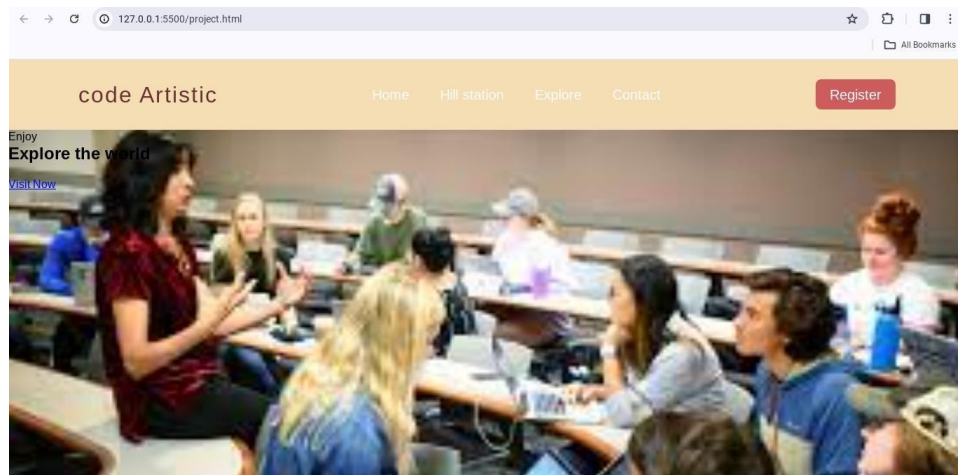 127.0.0.1:5500/project.html
All Bookmarks
code Artistic
Home Hill station Explore Contact
Register
Enjoy
Explore the world
Visit Now